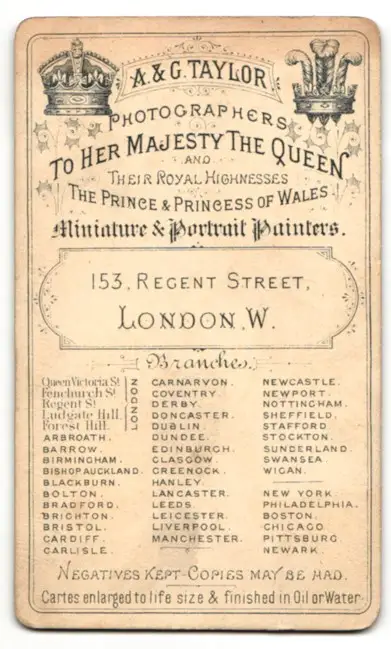 A. & G. TAYLOR
PHOTOGRAPHERS
TO HER MAJESTY THE QUEEN
AND
THEIR ROYAL HIGHNESSES
THE PRINCE & PRINCESS OF WALES
Miniature & Portrait Painters.
153, REGENT STREET,
LONDON, W.
Branches.
Queen Victoria St.
Fenchurch St.
Regent St.
Ludgate Hill.
Forest Hill.
LONDON
ARBROATH.
BARROW.
BIRMINGHAM.
BISHOP AUCKLAND.
BLACKBURN.
BOLTON.
BRADFORD.
BRIGHTON.
BRISTOL.
CARDIFF.
CARLISLE.
CARNARVON.
COVENTRY.
DERBY.
DONCASTER.
DUBLIN.
DUNDEE.
EDINBURGH.
GLASGOW.
GREENOCK.
HANLEY.
LANCASTER.
LEEDS.
LEICESTER.
LIVERPOOL.
MANCHESTER.
NEWCASTLE.
NEWPORT.
NOTTINGHAM.
SHEFFIELD.
STAFFORD
STOCKTON.
SUNDERLAND.
SWANSEA
WIGAN.
NEW YORK.
PHILADELPHIA.
BOSTON.
CHICAGO.
PITTSBURG
NEWARK.
NEGATIVES KEPT-COPIES MAY BE HAD.
Cartes enlarged to life size & finished in Oil or Water